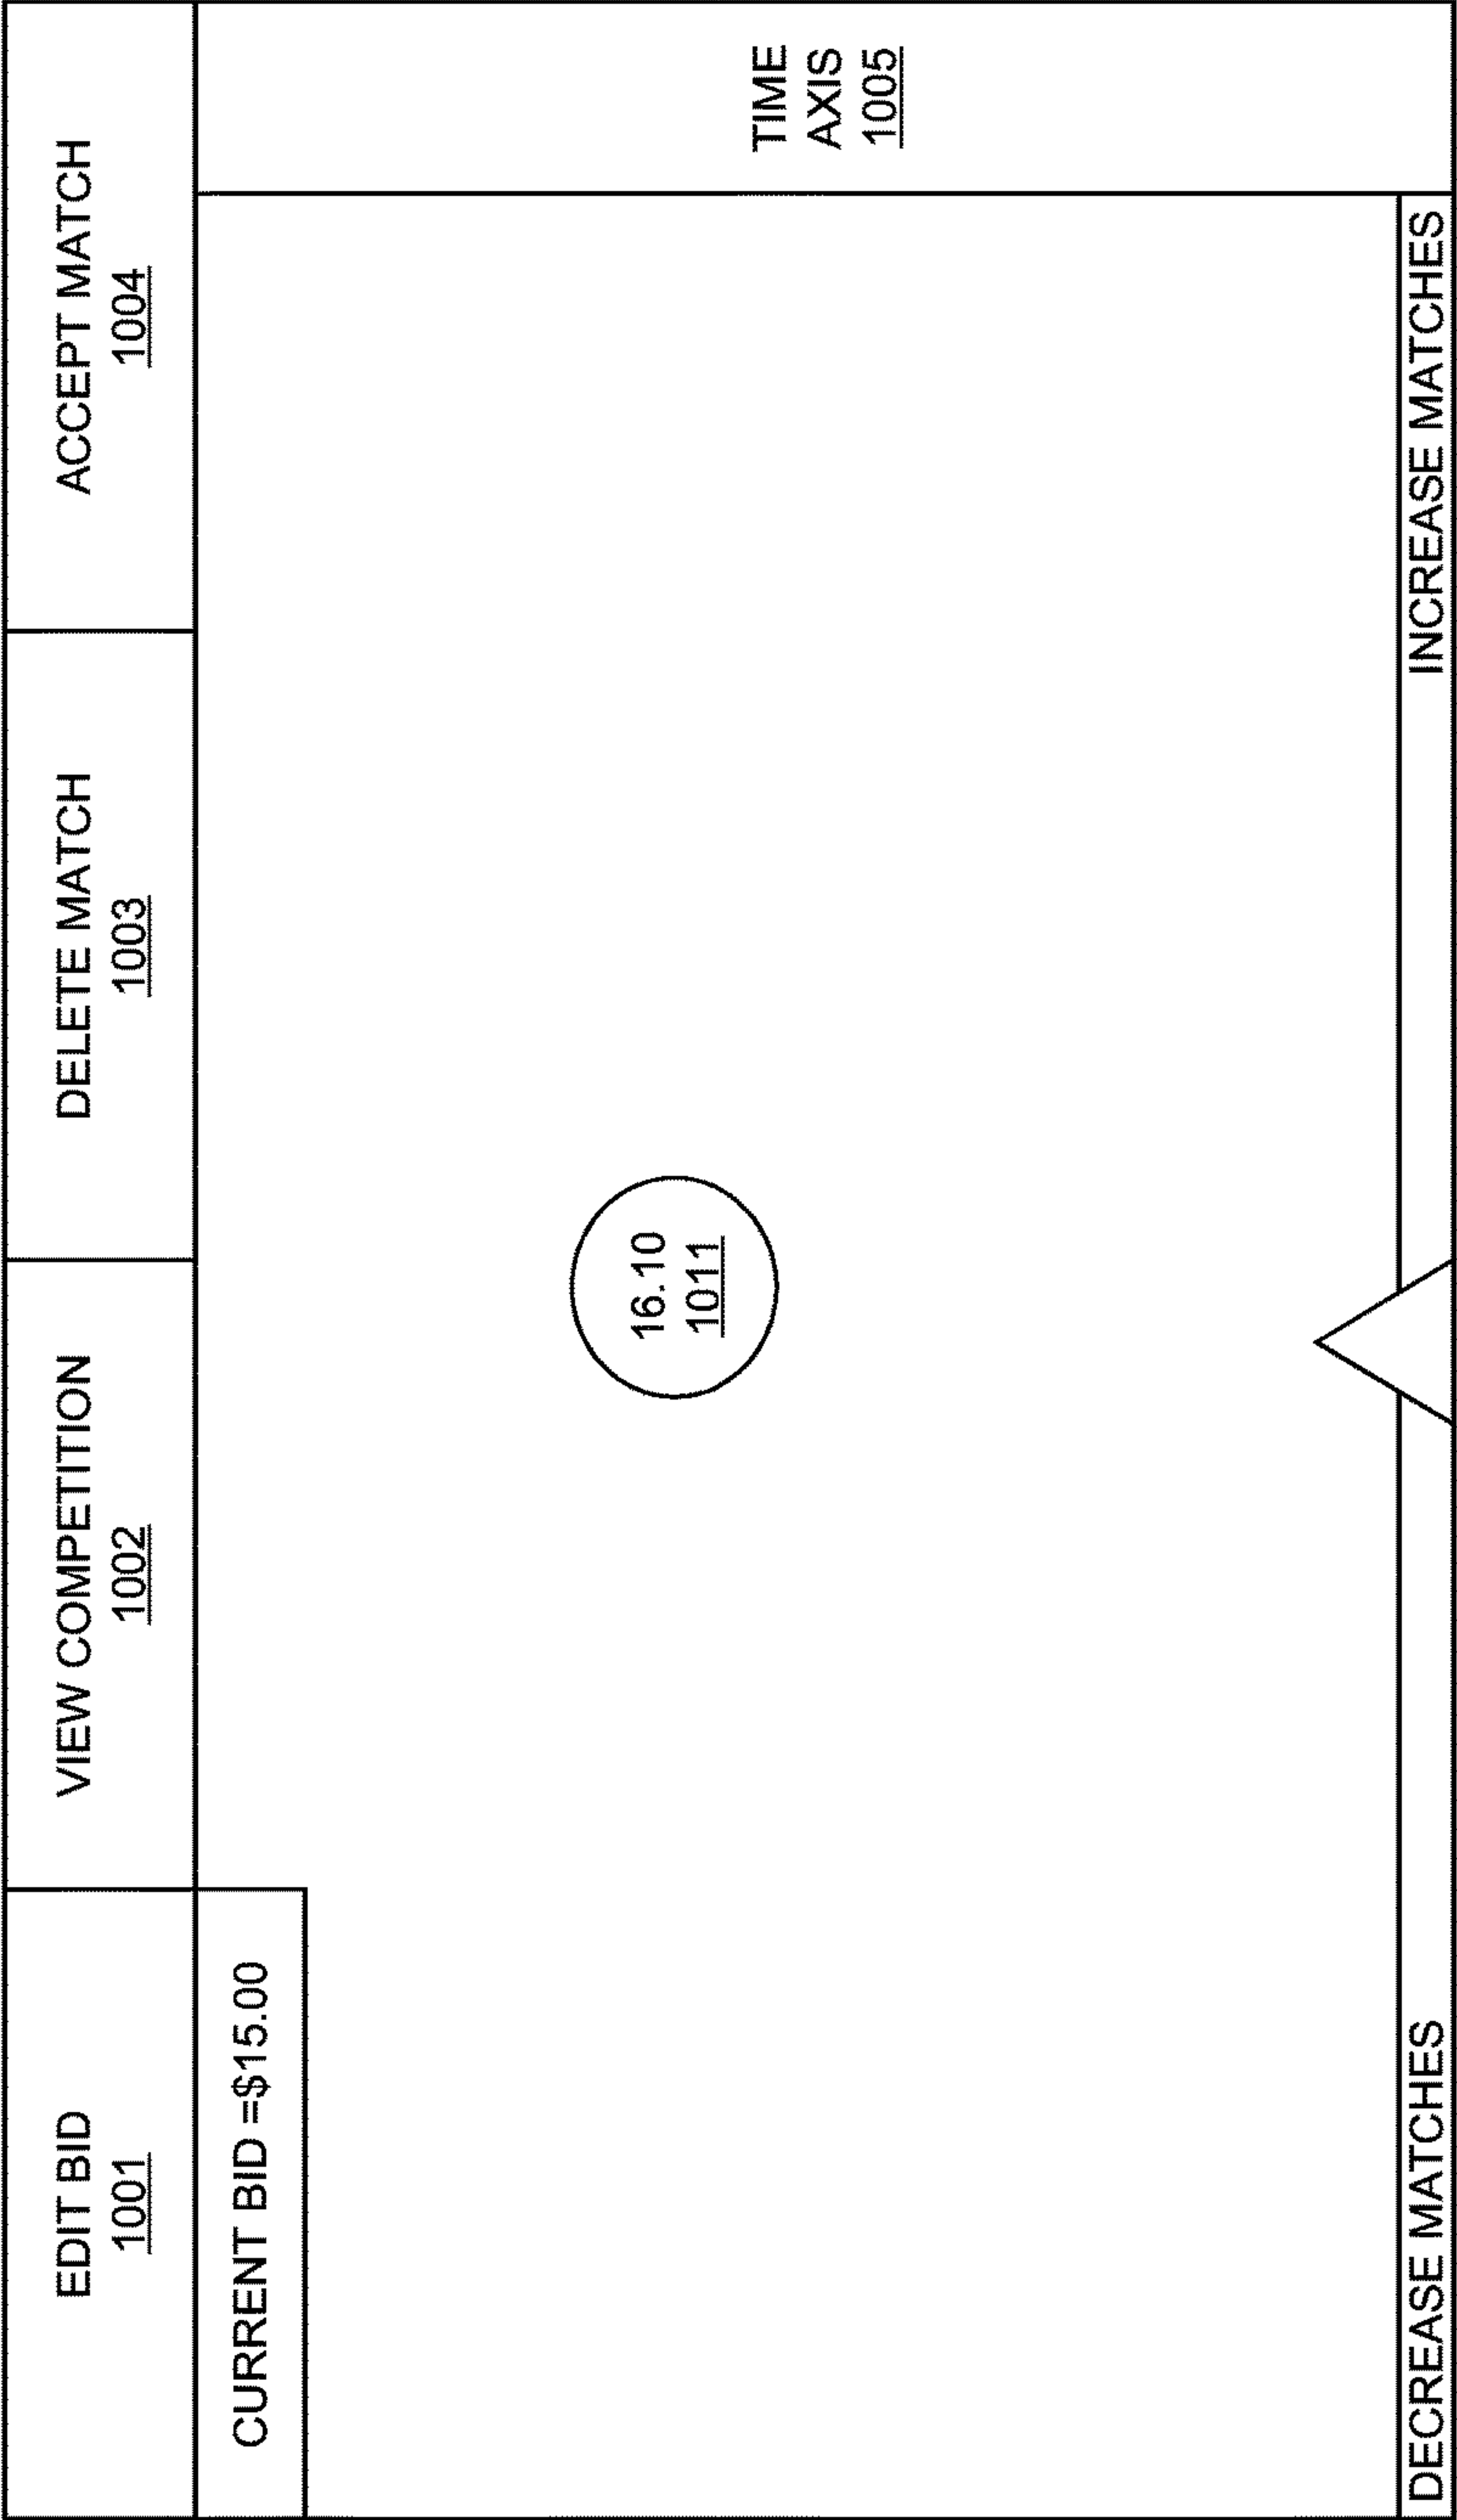 EDIT BID
1001
VIEW COMPETITION
1002
DELETE MATCH
1003
ACCEPT MATCH
1004
CURRENT BID =$15.00
16.10
1011
TIME
AXIS
1005
DECREASE MATCHES
INCREASE MATCHES